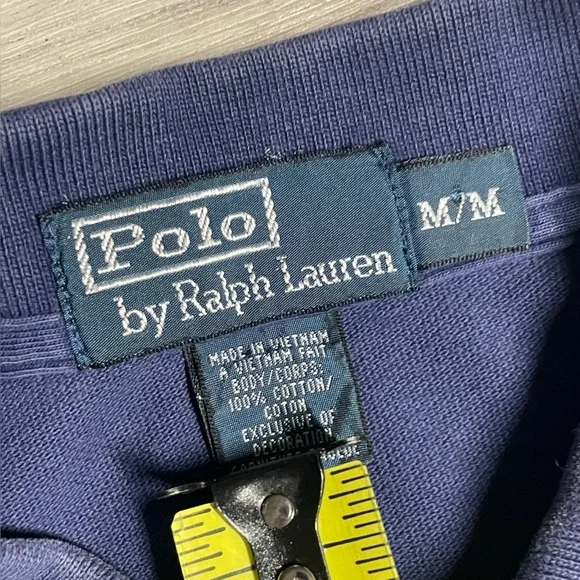 Polo
by Ralph Lauren
M/M
MADE IN VIETNAM
A VIETNAM FAIT
BODY/CORPS:
100% COTTON/
COTON
EXCLUSIVE OF
DECORATION